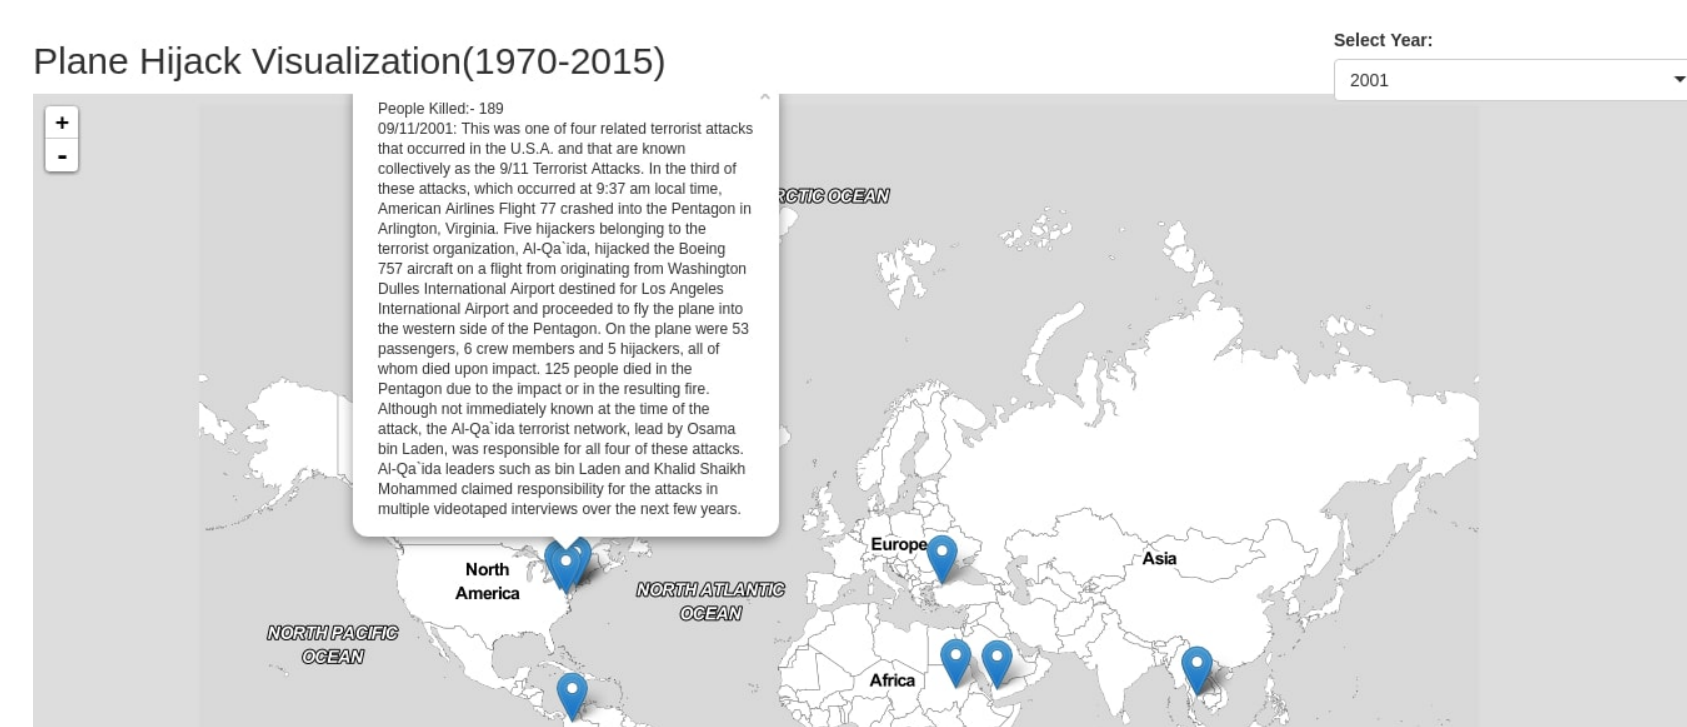 Plane Hijack Visualization(1970-2015)
Select Year:
2001
+
-
People Killed:- 189
09/11/2001: This was one of four related terrorist attacks
that occurred in the U.S.A. and that are known
collectively as the 9/11 Terrorist Attacks. In the third of
these attacks, which occurred at 9:37 am local time,
American Airlines Flight 77 crashed into the Pentagon in
Arlington, Virginia. Five hijackers belonging to the
terrorist organization, Al-Qa`ida, hijacked the Boeing
757 aircraft on a flight from originating from Washington
Dulles International Airport destined for Los Angeles
International Airport and proceeded to fly the plane into
the western side of the Pentagon. On the plane were 53
passengers, 6 crew members and 5 hijackers, all of
whom died upon impact. 125 people died in the
Pentagon due to the impact or in the resulting fire.
Although not immediately known at the time of the
attack, the Al-Qa`ida terrorist network, lead by Osama
bin Laden, was responsible for all four of these attacks.
Al-Qa`ida leaders such as bin Laden and Khalid Shaikh
Mohammed claimed responsibility for the attacks in
multiple videotaped interviews over the next few years.
RCTIC OCEAN
Europe
Asia
North
America
NORTH ATLANTIC
OCEAN
NORTH PACIFIC
OCEAN
Africa